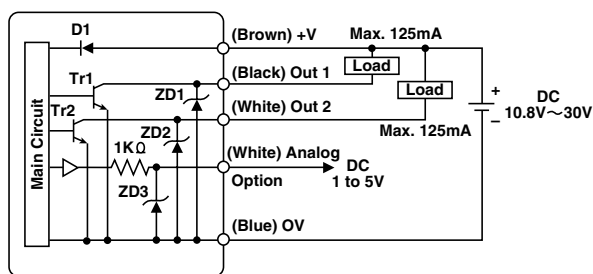 D1
(Brown) +V
Max. 125mA
Load
Tr1
(Black) Out 1
ZD1
Load
+
DC
10.8V～30V
−
Tr2
(White) Out 2
ZD2
Max. 125mA
Main Circuit
1KΩ
(White) Analog
Option
DC
1 to 5V
ZD3
(Blue) OV